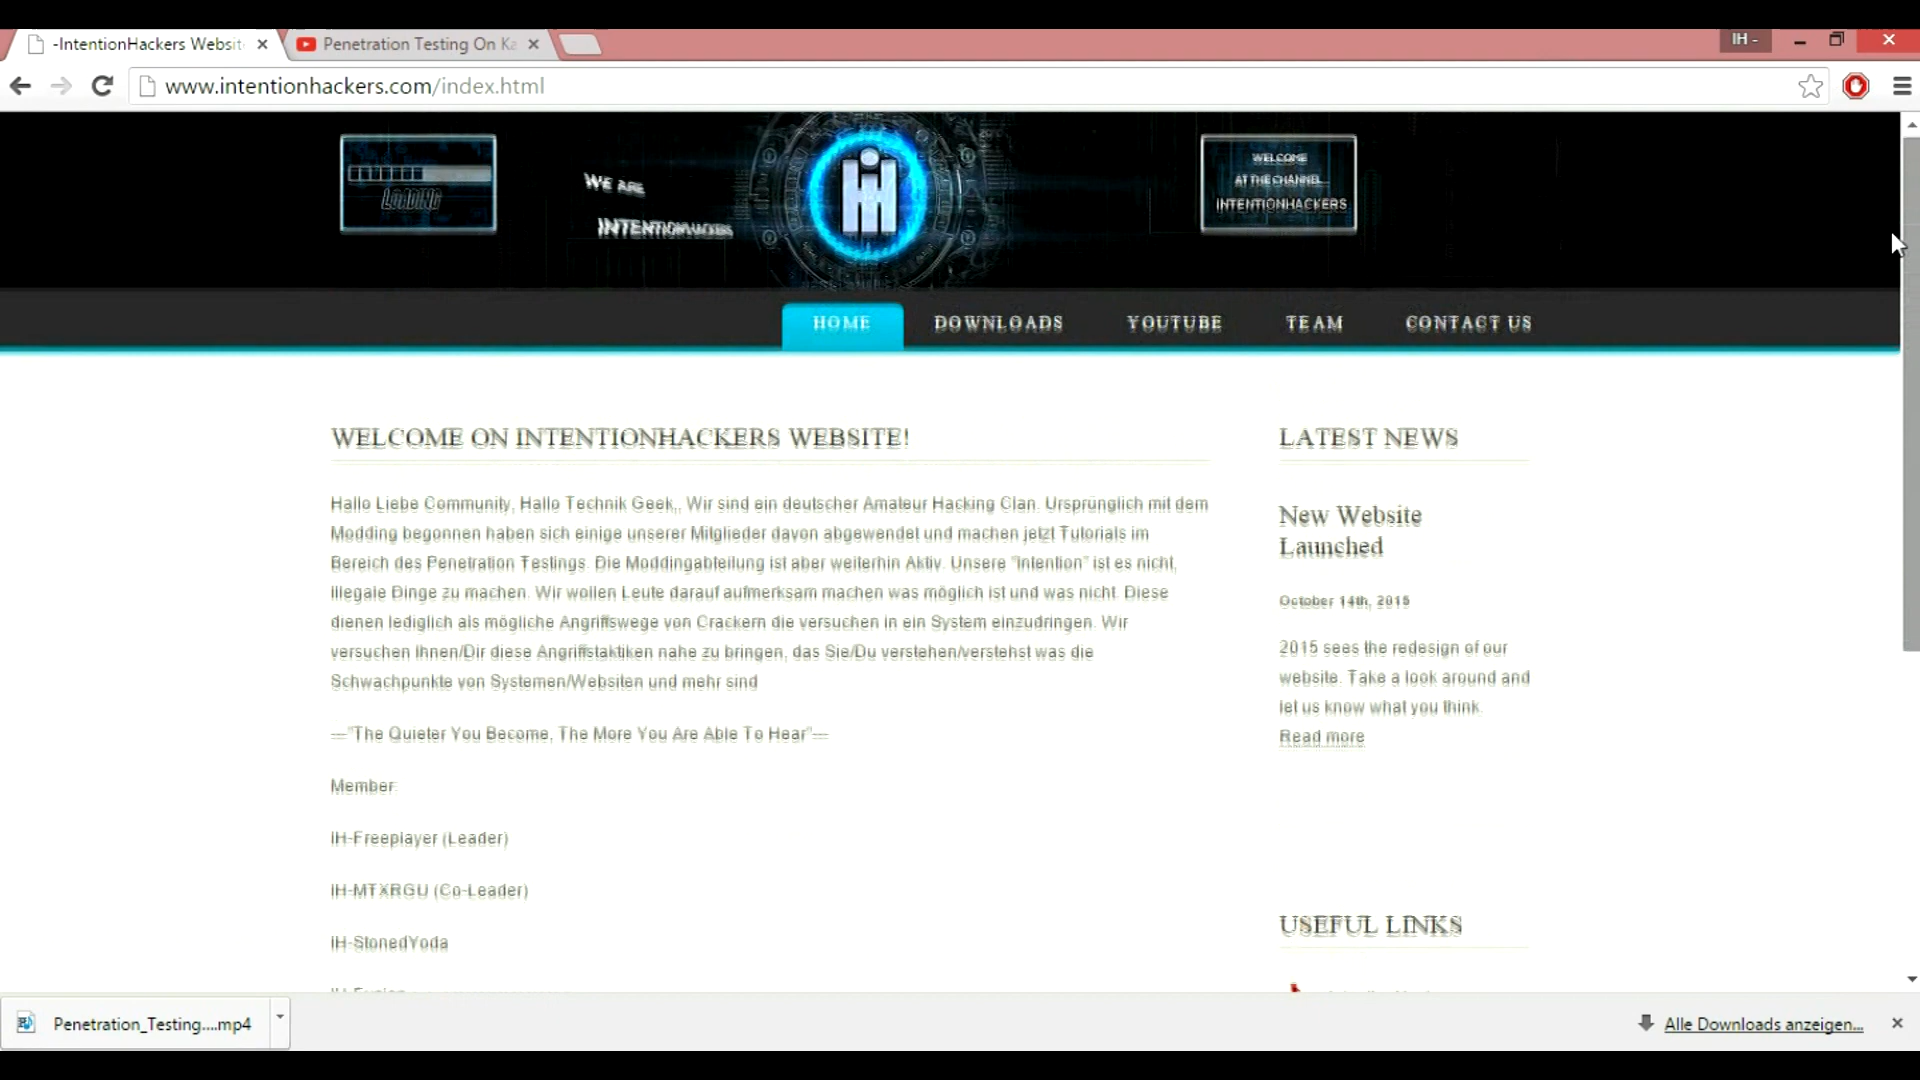 -IntentionHackers Websit
Penetration Testing On Ka
IH -
www.intentionhackers.com/index.html
LOADING
WE ARE
INTENTIONHACKERS
WELCOME
AT THE CHANNEL
INTENTIONHACKERS
HOME
DOWNLOADS
YOUTUBE
TEAM
CONTACT US
WELCOME ON INTENTIONHACKERS WEBSITE!
Hallo Liebe Community, Hallo Technik Geek,, Wir sind ein deutscher Amateur Hacking Clan. Ursprünglich mit dem
Modding begonnen haben sich einige unserer Mitglieder davon abgewendet und machen jetzt Tutorials im
Bereich des Penetration Testings. Die Moddingabteilung ist aber weiterhin Aktiv. Unsere "Intention" ist es nicht,
Illegale Dinge zu machen. Wir wollen Leute darauf aufmerksam machen was möglich ist und was nicht. Diese
dienen lediglich als mögliche Angriffswege von Crackern die versuchen in ein System einzudringen. Wir
versuchen Ihnen/Dir diese Angriffstaktiken nahe zu bringen, das Sie/Du verstehen/verstehst was die
Schwachpunkte von Systemen/Websiten und mehr sind
---"The Quieter You Become, The More You Are Able To Hear"---
Member:
IH-Freeplayer (Leader)
IH-MTXRGU (Co-Leader)
IH-StonedYoda
LATEST NEWS
New Website
Launched
October 14th, 2015
2015 sees the redesign of our
website. Take a look around and
let us know what you think.
Read more
USEFUL LINKS
Penetration_Testing....mp4
Alle Downloads anzeigen...